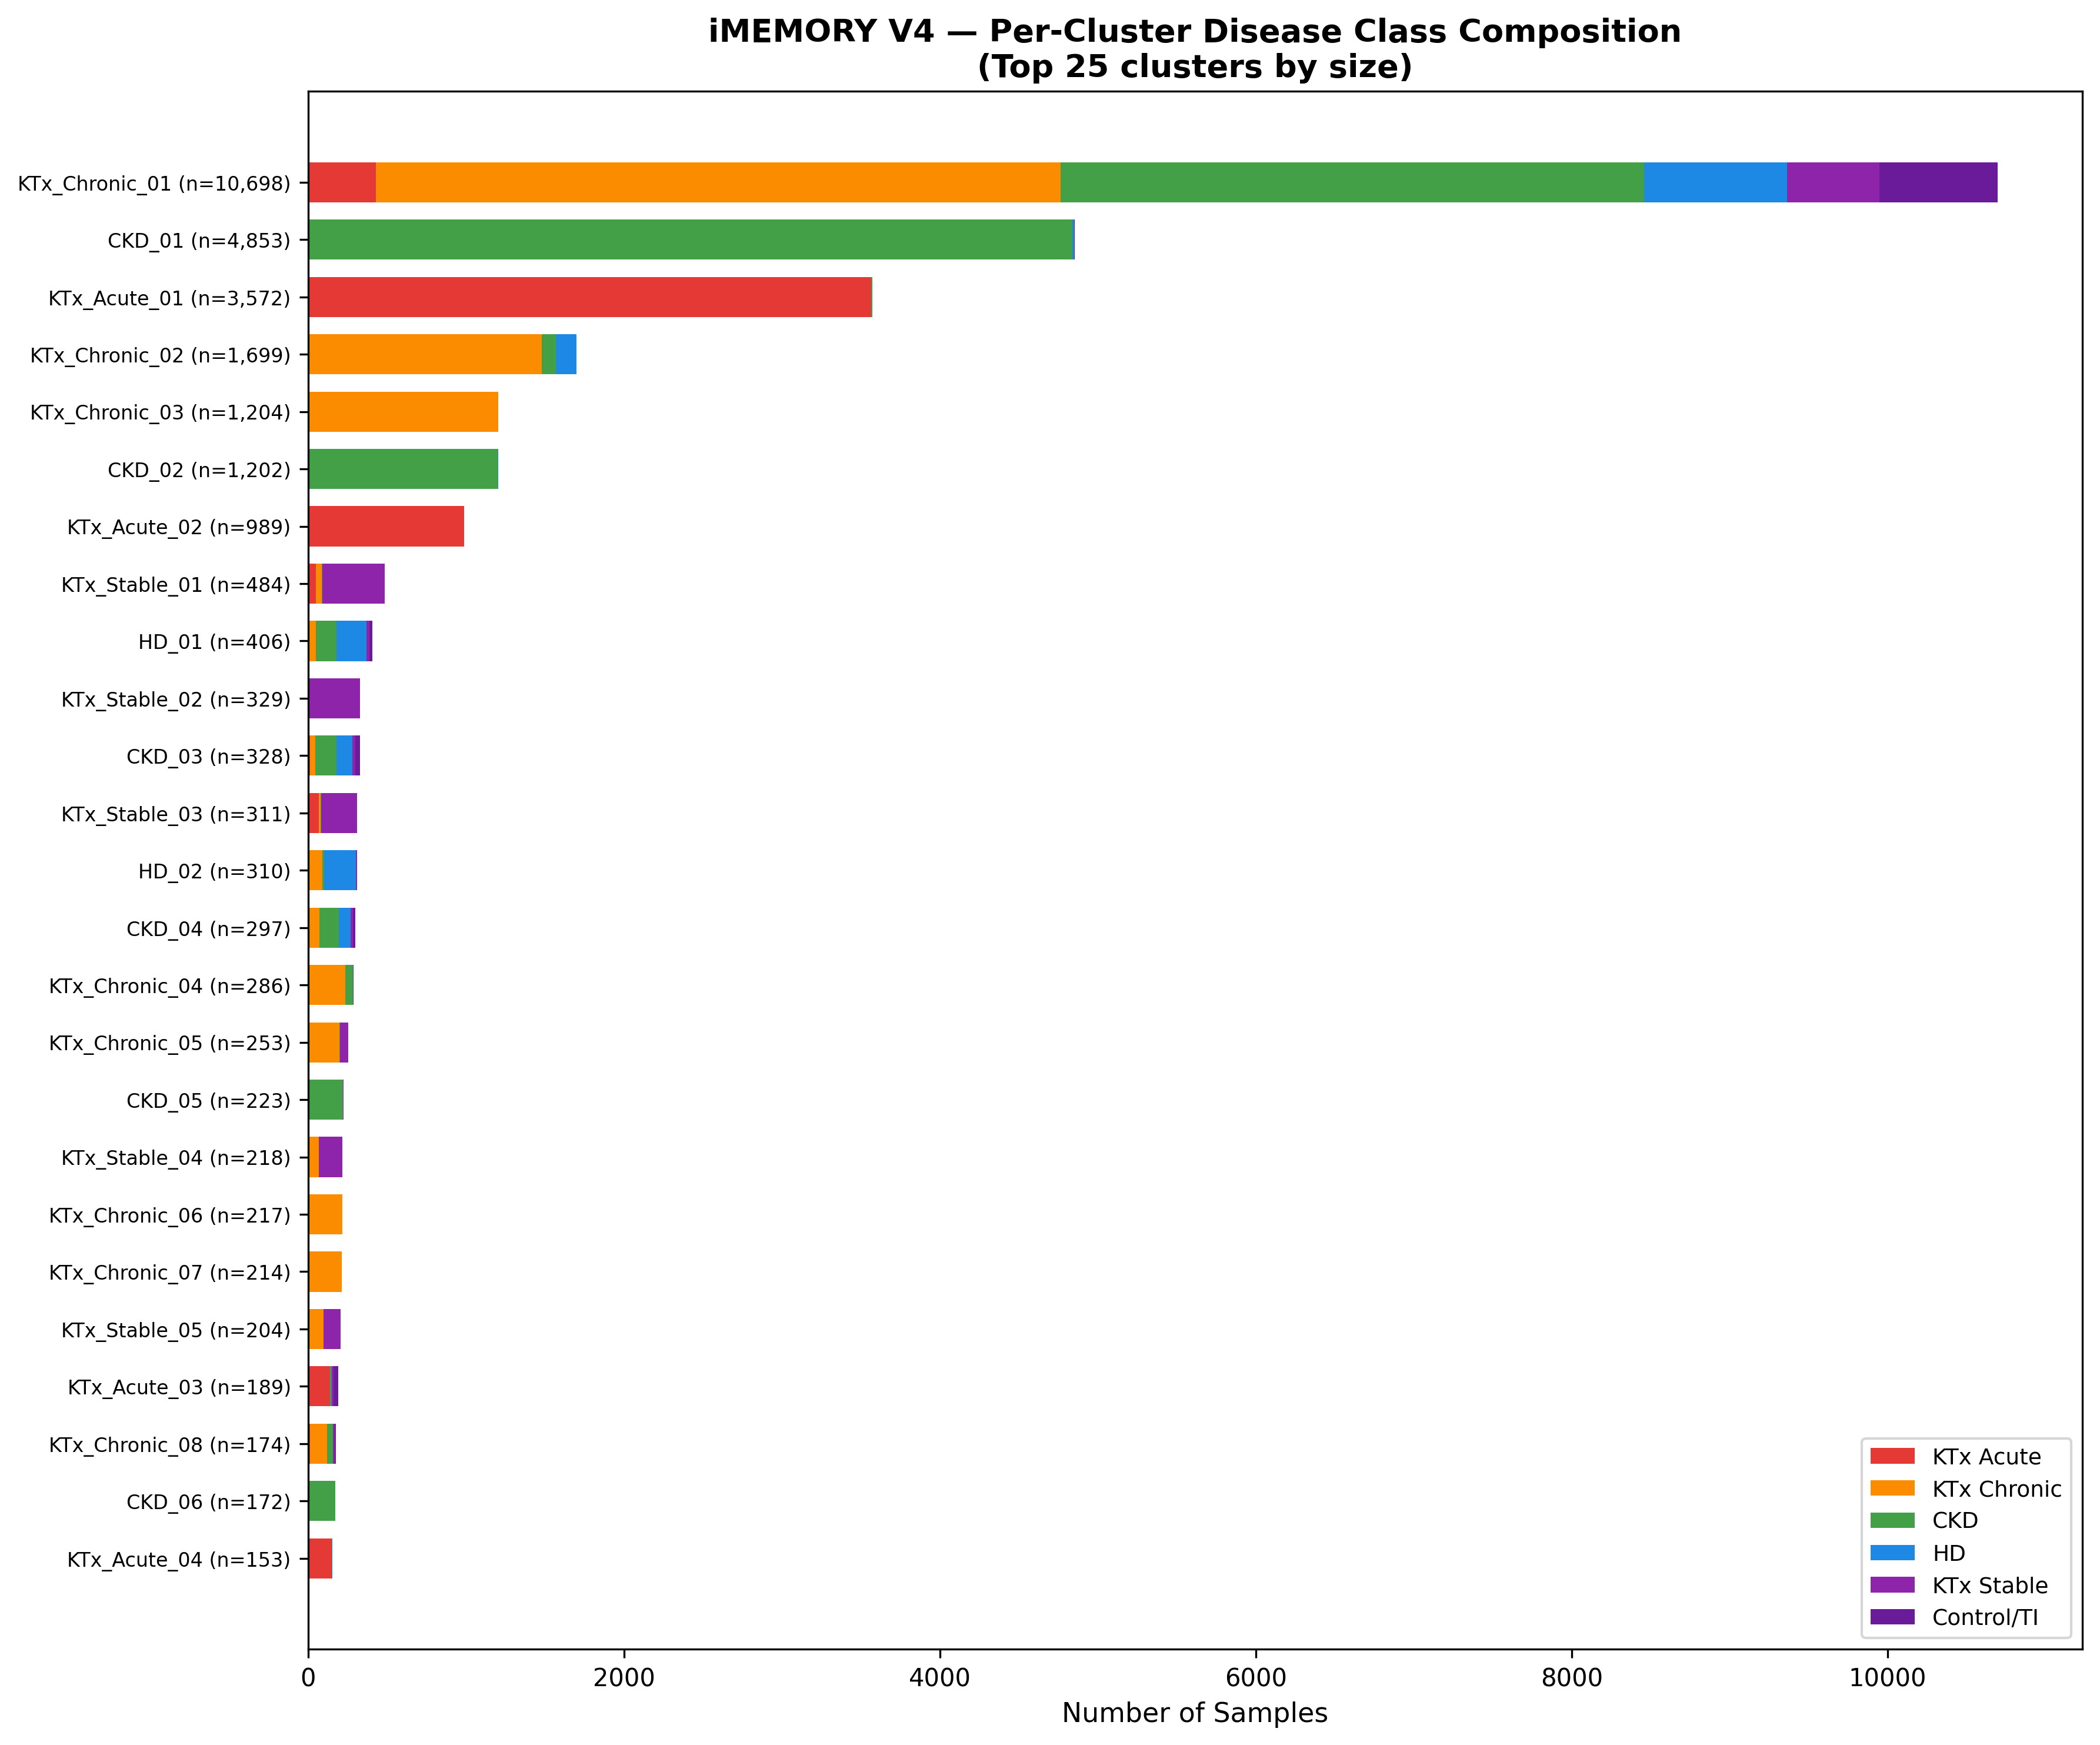 iMEMORY V4 — Per-Cluster Disease Class Composition
(Top 25 clusters by size)
KTx_Chronic_01 (n=10,698)
CKD_01 (n=4,853)
KTx_Acute_01 (n=3,572)
KTx_Chronic_02 (n=1,699)
KTx_Chronic_03 (n=1,204)
CKD_02 (n=1,202)
KTx_Acute_02 (n=989)
KTx_Stable_01 (n=484)
HD_01 (n=406)
KTx_Stable_02 (n=329)
CKD_03 (n=328)
KTx_Stable_03 (n=311)
HD_02 (n=310)
CKD_04 (n=297)
KTx_Chronic_04 (n=286)
KTx_Chronic_05 (n=253)
CKD_05 (n=223)
KTx_Stable_04 (n=218)
KTx_Chronic_06 (n=217)
KTx_Chronic_07 (n=214)
KTx_Stable_05 (n=204)
KTx_Acute_03 (n=189)
KTx_Chronic_08 (n=174)
CKD_06 (n=172)
KTx_Acute_04 (n=153)
KTx Acute
KTx Chronic
CKD
HD
KTx Stable
Control/TI
0 2000 4000 6000 8000 10000
Number of Samples